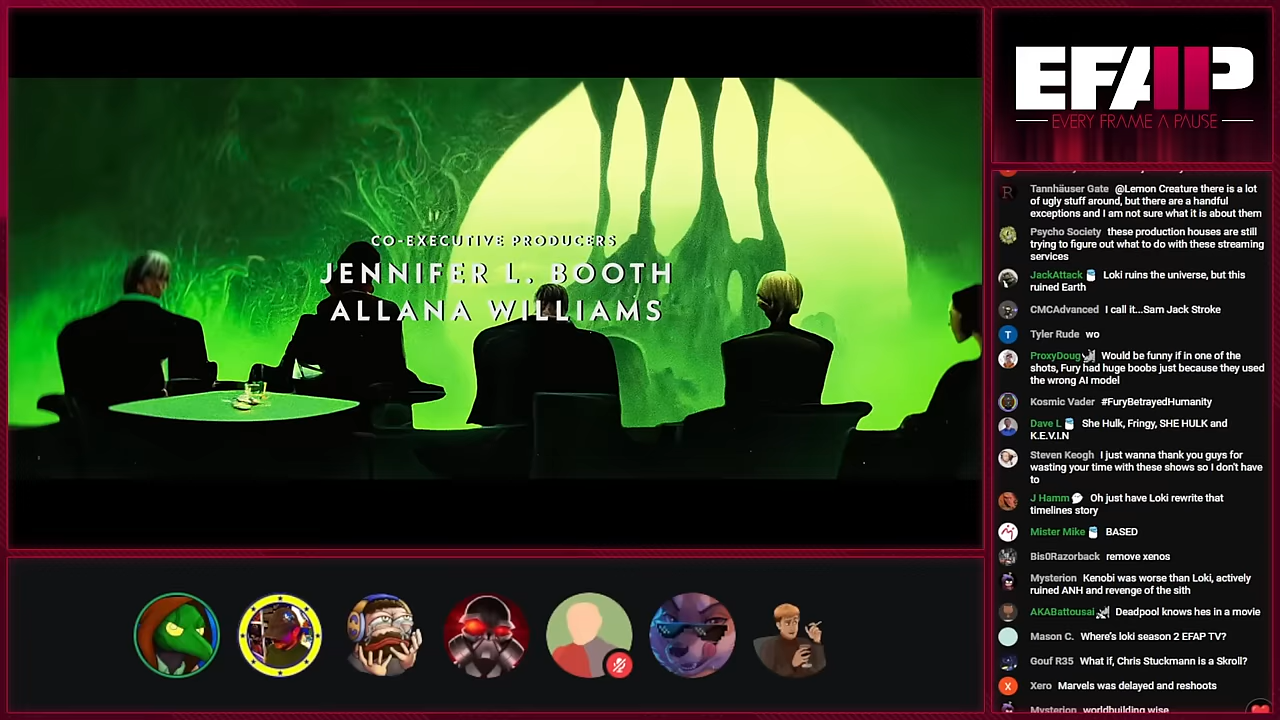 CO-EXECUTIVE PRODUCERS
JENNIFER L. BOOTH
ALLANA WILLIAMS
EFAP
EVERY FRAME A PAUSE
Tannhäuser Gate @Lemon Creature there is a lot
of ugly stuff around, but there are a handful
exceptions and I am not sure what it is about them
Psycho Society these production houses are still
trying to figure out what to do with these streaming
services
JackAttack Loki ruins the universe, but this
ruined Earth
CMCAdvanced I call it...Sam Jack Stroke
T
Tyler Rude wo
ProxyDoug Would be funny if in one of the
shots, Fury had huge boobs just because they used
the wrong AI model
Kosmic Vader #FuryBetrayedHumanity
Dave L She Hulk, Fringy, SHE HULK and
K.E.V.I.N
Steven Keogh I just wanna thank you guys for
wasting your time with these shows so I don't have
to
J Hamm Oh just have Loki rewrite that
timelines story
Mister Mike BASED
Bis0Razorback remove xenos
Mysterion Kenobi was worse than Loki, actively
ruined ANH and revenge of the sith
AKABattousai Deadpool knows hes in a movie
Mason C. Where's loki season 2 EFAP TV?
Gouf R35 What if, Chris Stuckmann is a Skroll?
X
Xero Marvels was delayed and reshoots
Mysterion worldbuilding wise